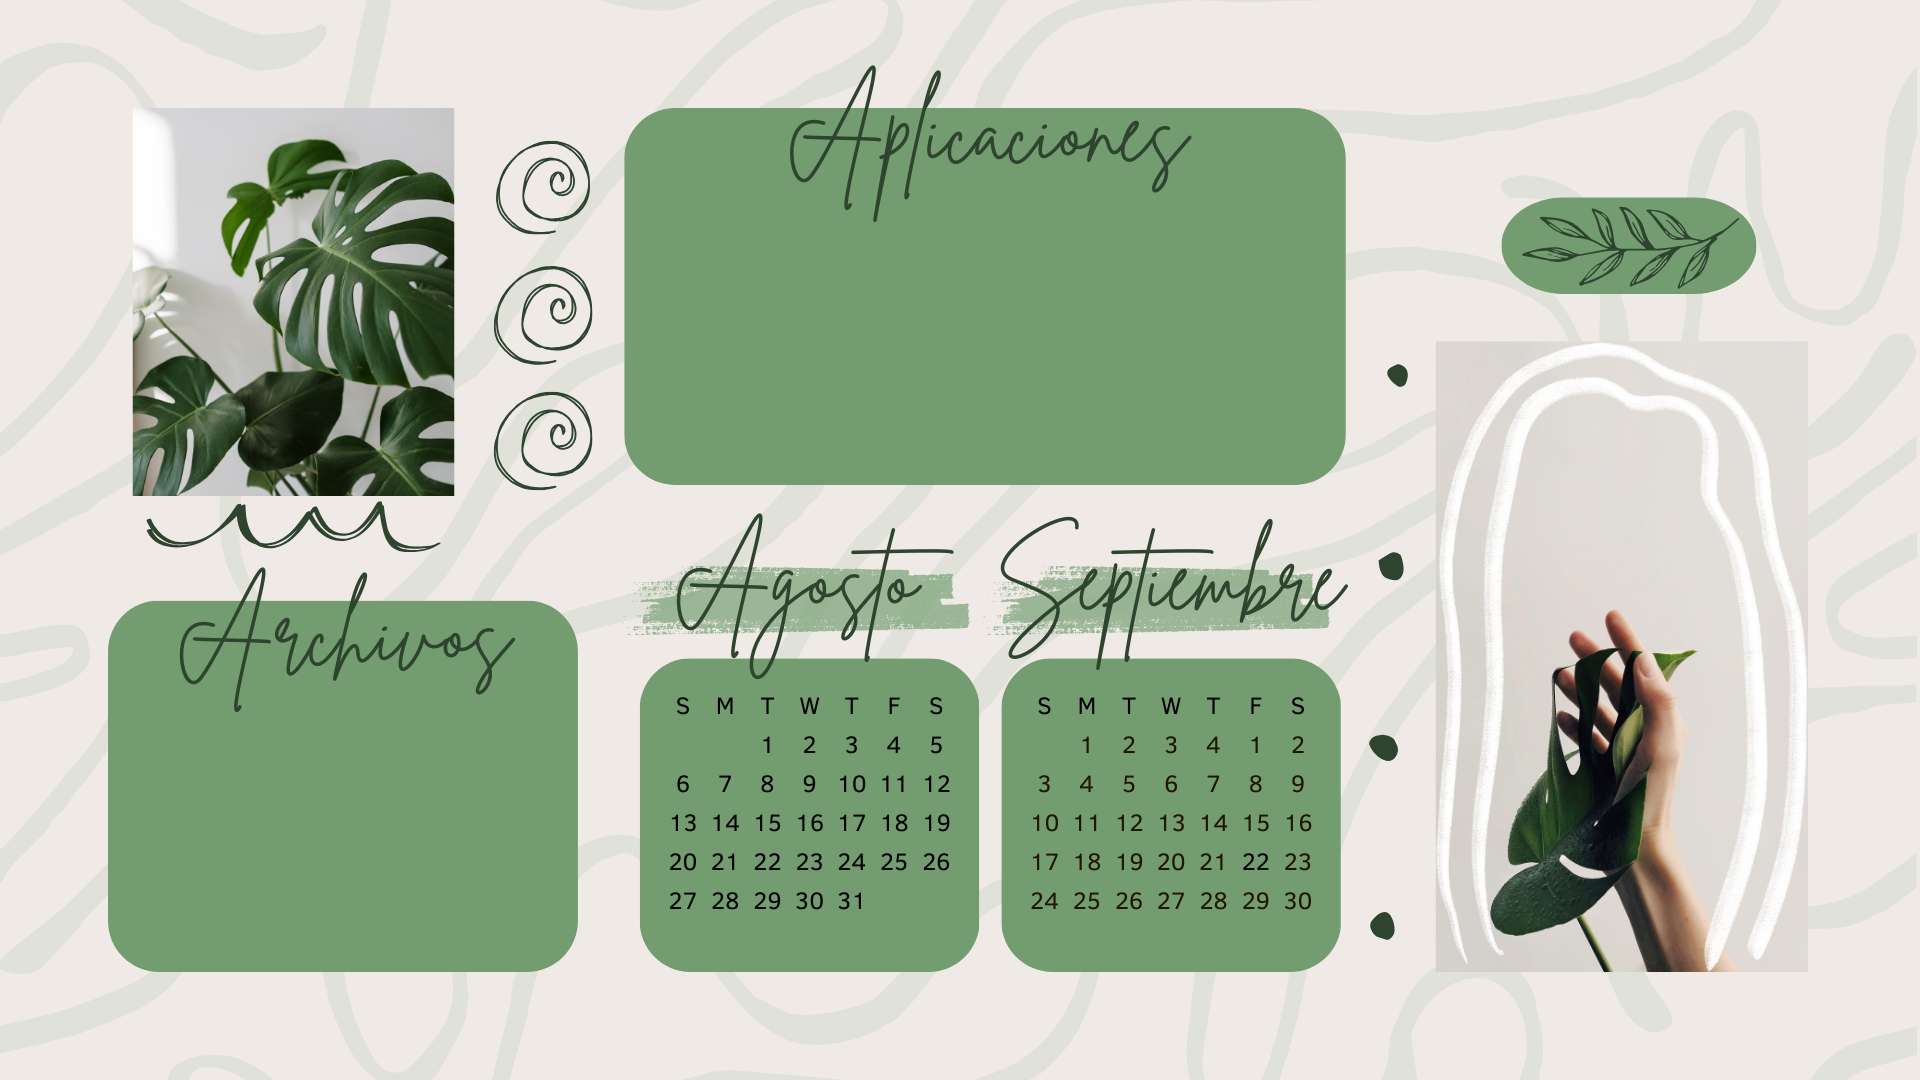 Aplicaciones
Archivos
Agosto
S M T W T F S
1 2 3 4 5
6 7 8 9 10 11 12
13 14 15 16 17 18 19
20 21 22 23 24 25 26
27 28 29 30 31
Septiembre
S M T W T F S
1 2 3 4 1 2
3 4 5 6 7 8 9
10 11 12 13 14 15 16
17 18 19 20 21 22 23
24 25 26 27 28 29 30